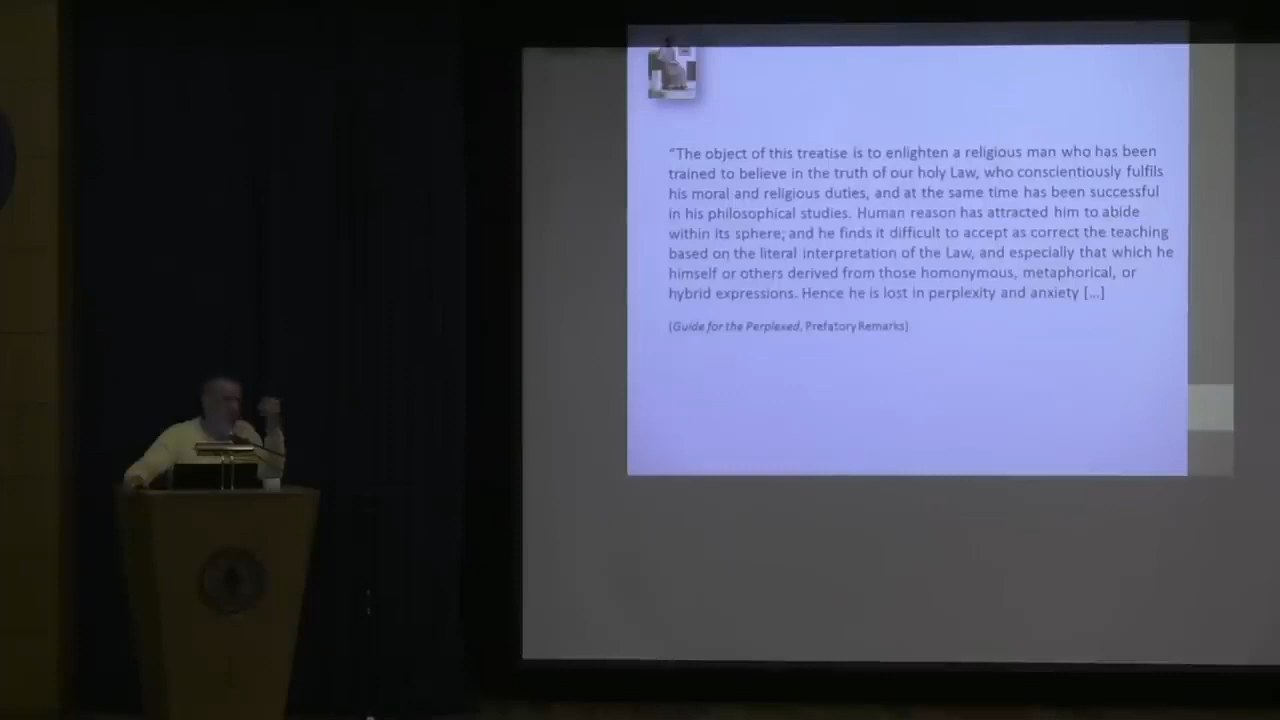 “The object of this treatise is to enlighten a religious man who has been
trained to believe in the truth of our holy Law, who conscientiously fulfils
his moral and religious duties, and at the same time has been successful
in his philosophical studies. Human reason has attracted him to abide
within its sphere; and he finds it difficult to accept as correct the teaching
based on the literal interpretation of the Law, and especially that which he
himself or others derived from those homonymous, metaphorical, or
hybrid expressions. Hence he is lost in perplexity and anxiety [...]
(Guide for the Perplexed, Prefatory Remarks)